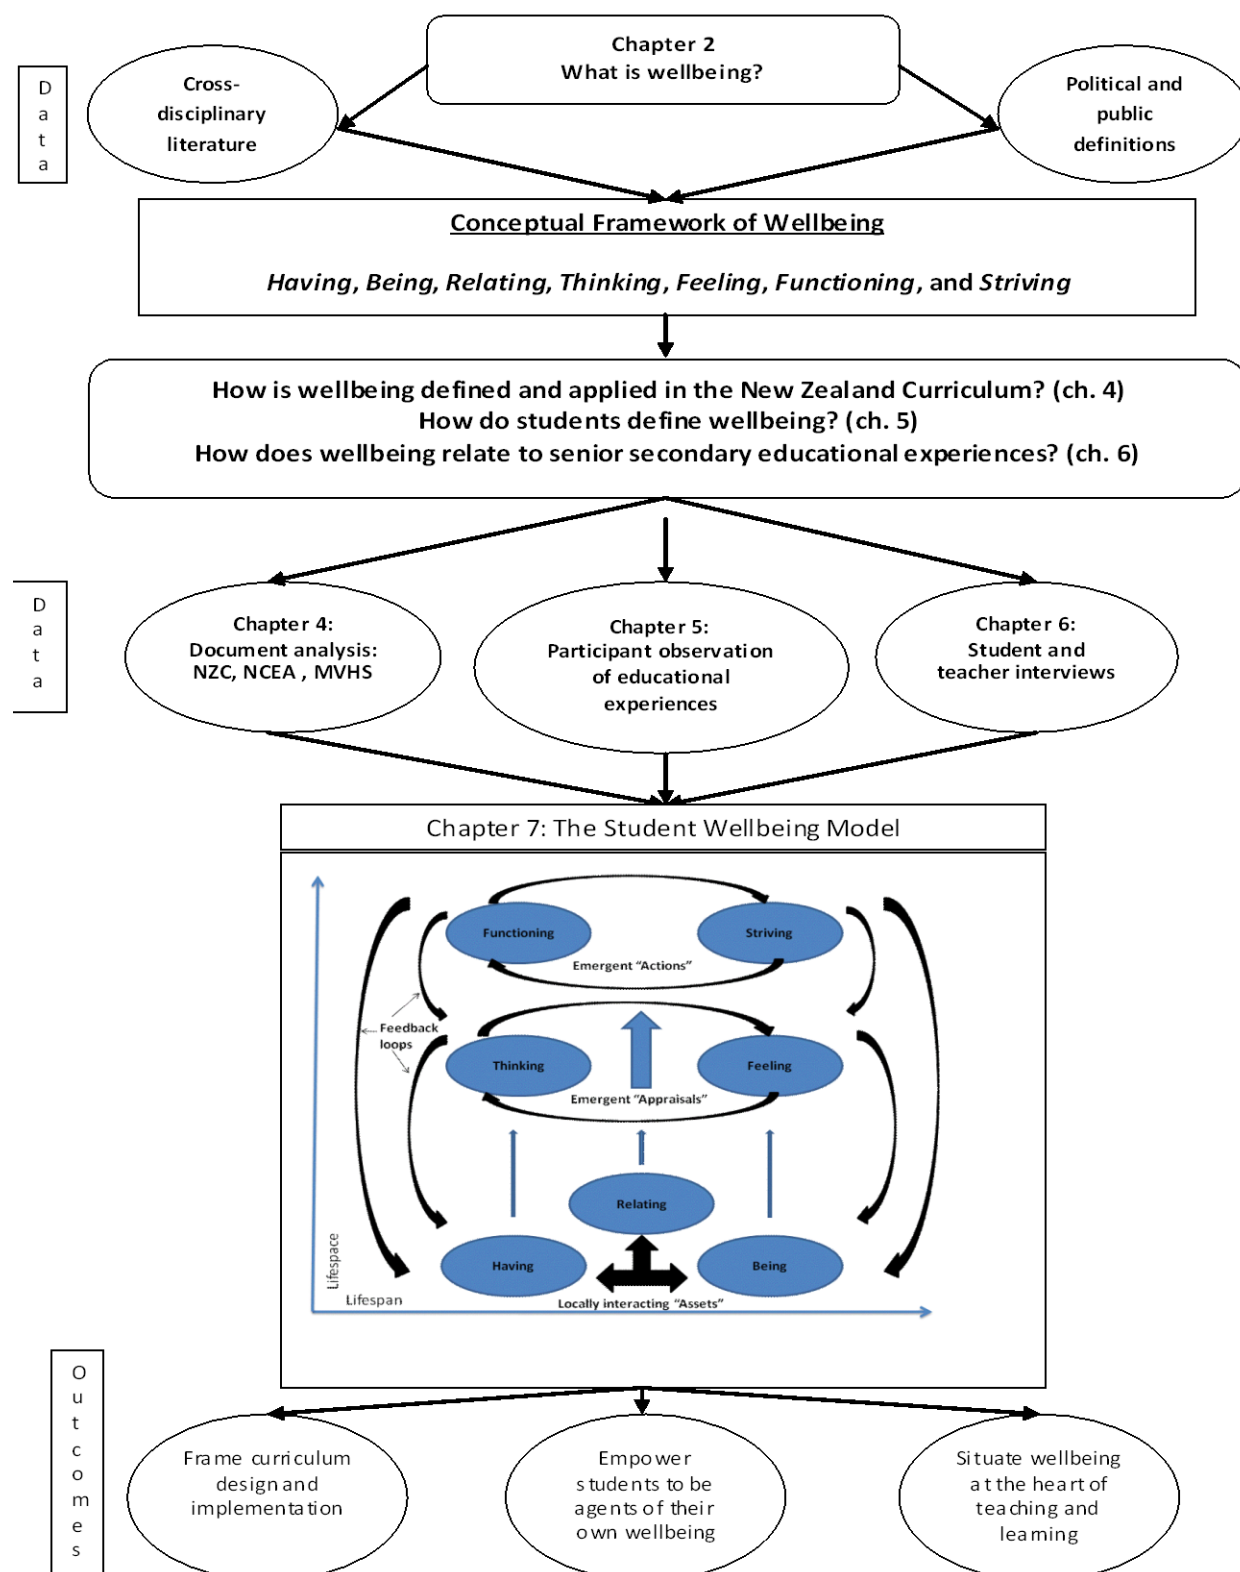 Chapter 2
What is wellbeing?
Data
Cross-
disciplinary
literature
Political and
public
definitions
Conceptual Framework of Wellbeing
Having, Being, Relating, Thinking, Feeling, Functioning, and Striving
How is wellbeing defined and applied in the New Zealand Curriculum? (ch. 4)
How do students define wellbeing? (ch. 5)
How does wellbeing relate to senior secondary educational experiences? (ch. 6)
Data
Chapter 4:
Document analysis:
NZC, NCEA , MVHS
Chapter 5:
Participant observation
of educational
experiences
Chapter 6:
Student and
teacher interviews
Chapter 7: The Student Wellbeing Model
Functioning
Striving
Emergent “Actions”
Feedback
loops
Thinking
Feeling
Emergent “Appraisals”
Relating
Having
Being
Locally interacting “Assets”
Lifespace
Lifespan
Outcomes
Frame curriculum
design and
implementation
Empower
students to be
agents of their
own wellbeing
Situate wellbeing
at the heart of
teaching and
learning